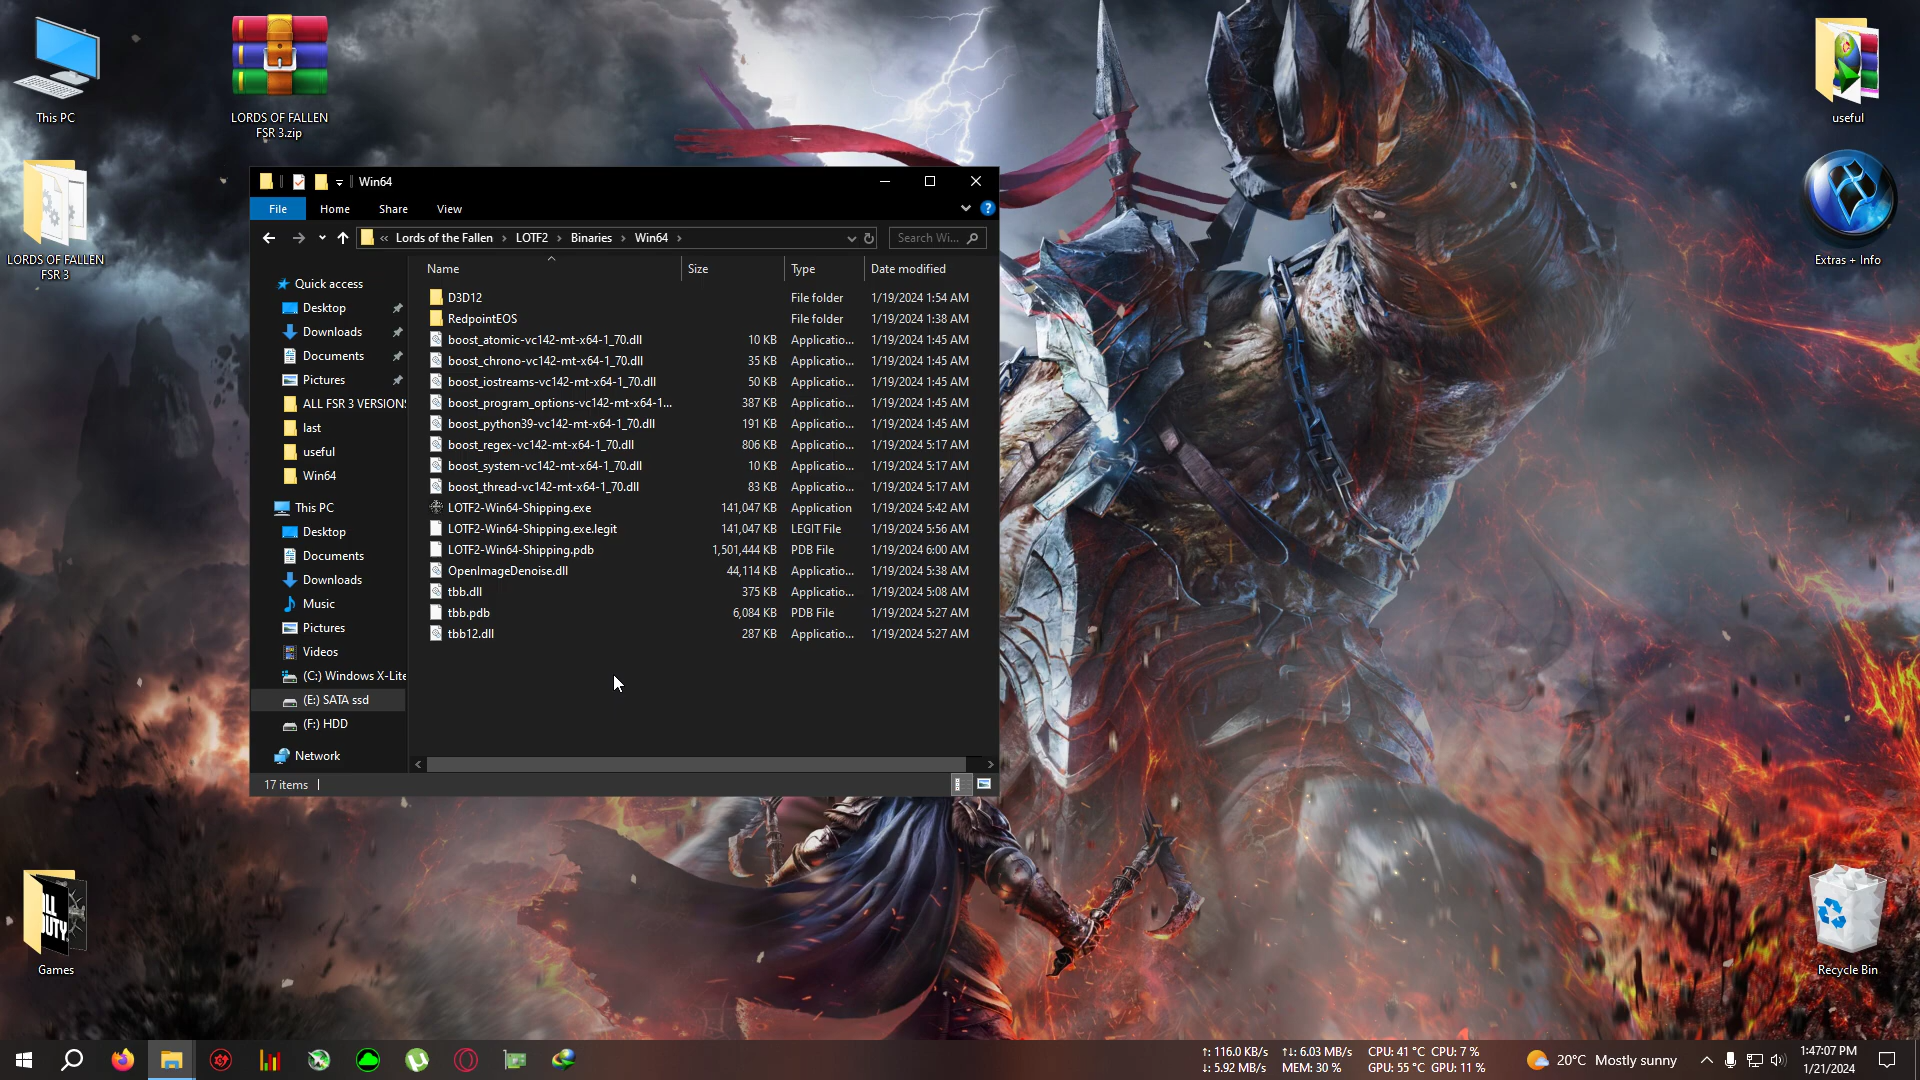 This PC
LORDS OF FALLEN
FSR 3.zip
useful
LORDS OF FALLEN
FSR 3
Extras + Info
Games
Recycle Bin
Win64
File Home Share View
« Lords of the Fallen › LOTF2 › Binaries › Win64 ›
Search Wi...
Quick access
Desktop
Downloads
Documents
Pictures
ALL FSR 3 VERSIONS
last
useful
Win64
This PC
Desktop
Documents
Downloads
Music
Pictures
Videos
(C:) Windows X-Lite
(E:) SATA ssd
(F:) HDD
Network
Name Size Type Date modified
D3D12 File folder 1/19/2024 1:54 AM
RedpointEOS File folder 1/19/2024 1:38 AM
boost_atomic-vc142-mt-x64-1_70.dll 10 KB Applicatio... 1/19/2024 1:45 AM
boost_chrono-vc142-mt-x64-1_70.dll 35 KB Applicatio... 1/19/2024 1:45 AM
boost_iostreams-vc142-mt-x64-1_70.dll 50 KB Applicatio... 1/19/2024 1:45 AM
boost_program_options-vc142-mt-x64-1... 387 KB Applicatio... 1/19/2024 1:45 AM
boost_python39-vc142-mt-x64-1_70.dll 191 KB Applicatio... 1/19/2024 1:45 AM
boost_regex-vc142-mt-x64-1_70.dll 806 KB Applicatio... 1/19/2024 5:17 AM
boost_system-vc142-mt-x64-1_70.dll 10 KB Applicatio... 1/19/2024 5:17 AM
boost_thread-vc142-mt-x64-1_70.dll 83 KB Applicatio... 1/19/2024 5:17 AM
LOTF2-Win64-Shipping.exe 141,047 KB Application 1/19/2024 5:42 AM
LOTF2-Win64-Shipping.exe.legit 141,047 KB LEGIT File 1/19/2024 5:56 AM
LOTF2-Win64-Shipping.pdb 1,501,444 KB PDB File 1/19/2024 6:00 AM
OpenImageDenoise.dll 44,114 KB Applicatio... 1/19/2024 5:38 AM
tbb.dll 375 KB Applicatio... 1/19/2024 5:08 AM
tbb.pdb 6,084 KB PDB File 1/19/2024 5:27 AM
tbb12.dll 287 KB Applicatio... 1/19/2024 5:27 AM
17 items
↑: 116.0 KB/s ↑↓: 6.03 MB/s CPU: 41 °C CPU: 7 %
↓: 5.92 MB/s MEM: 30 % GPU: 55 °C GPU: 11 %
20°C Mostly sunny
1:47:07 PM
1/21/2024